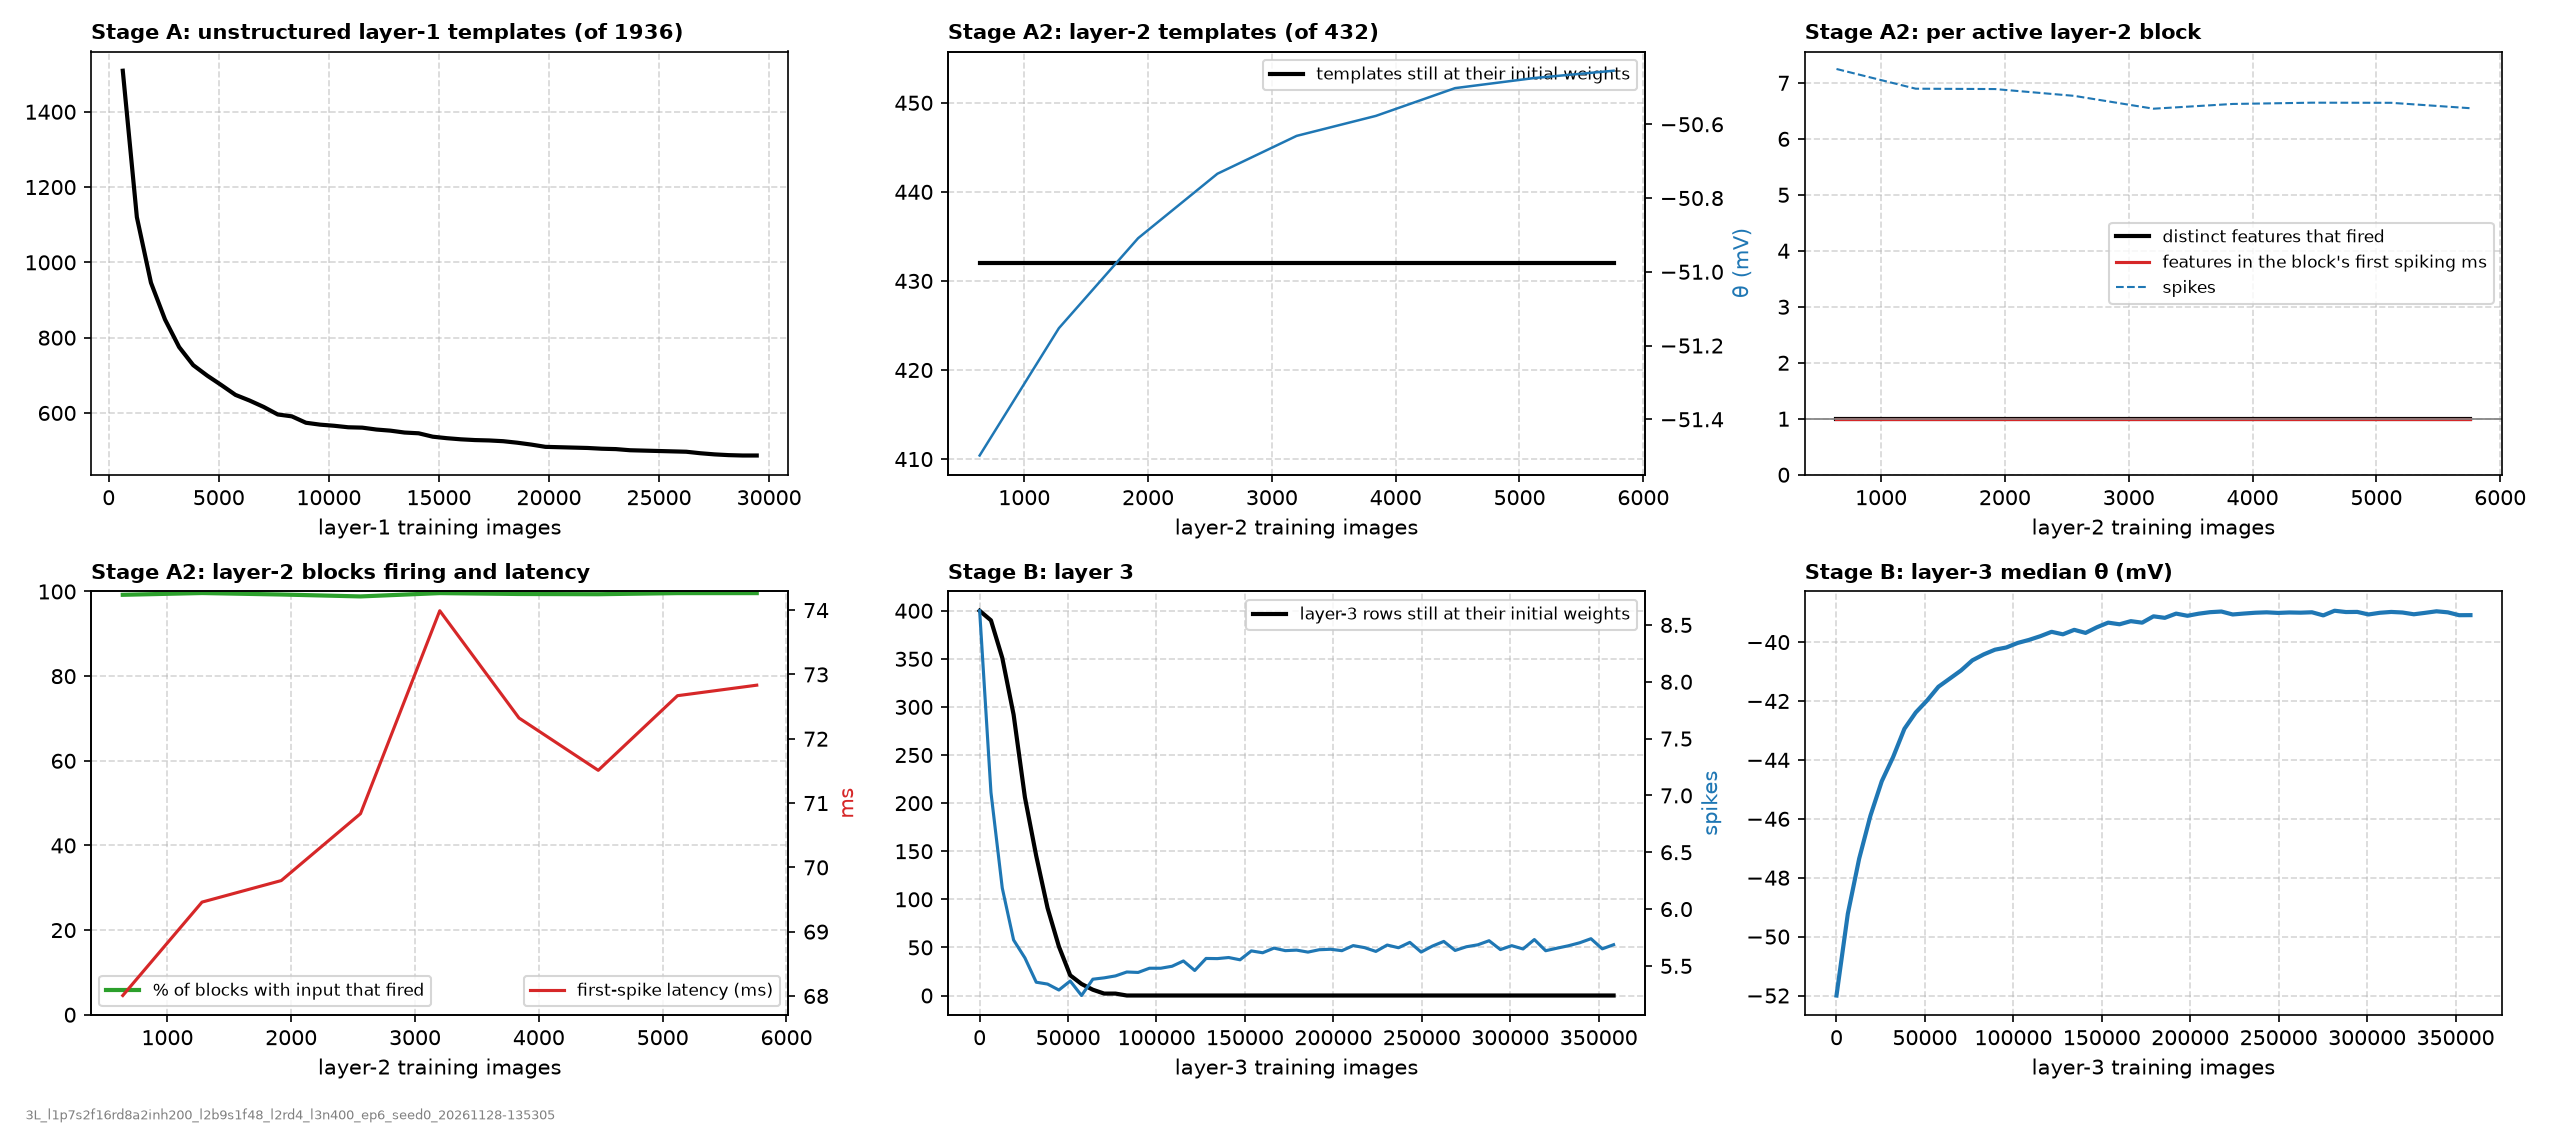 Stage A: unstructured layer-1 templates (of 1936)
1400
1200
1000
800
600
0 5000 10000 15000 20000 25000 30000
layer-1 training images
Stage A2: layer-2 templates (of 432)
templates still at their initial weights
450
440
430
420
410
−50.6
−50.8
−51.0
−51.2
−51.4
θ (mV)
1000 2000 3000 4000 5000 6000
layer-2 training images
Stage A2: per active layer-2 block
7
6
5
4
3
2
1
0
distinct features that fired
features in the block's first spiking ms
spikes
1000 2000 3000 4000 5000 6000
layer-2 training images
Stage A2: layer-2 blocks firing and latency
100
80
60
40
20
0
74
73
72
71
70
69
68
ms
% of blocks with input that fired
first-spike latency (ms)
1000 2000 3000 4000 5000 6000
layer-2 training images
Stage B: layer 3
layer-3 rows still at their initial weights
400
350
300
250
200
150
100
50
0
8.5
8.0
7.5
7.0
6.5
6.0
5.5
spikes
0 50000 100000 150000 200000 250000 300000 350000
layer-3 training images
Stage B: layer-3 median θ (mV)
−40
−42
−44
−46
−48
−50
−52
0 50000 100000 150000 200000 250000 300000 350000
layer-3 training images
3L_l1p7s2f16rd8a2inh200_l2b9s1f48_l2rd4_l3n400_ep6_seed0_20261128-135305